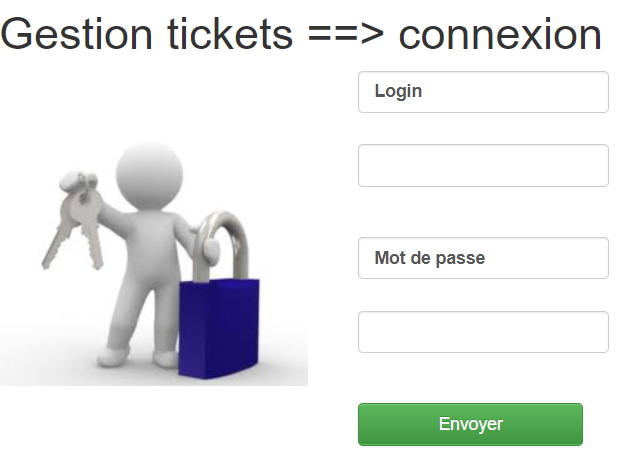 Gestion tickets ==> connexion
Login
Mot de passe
Envoyer